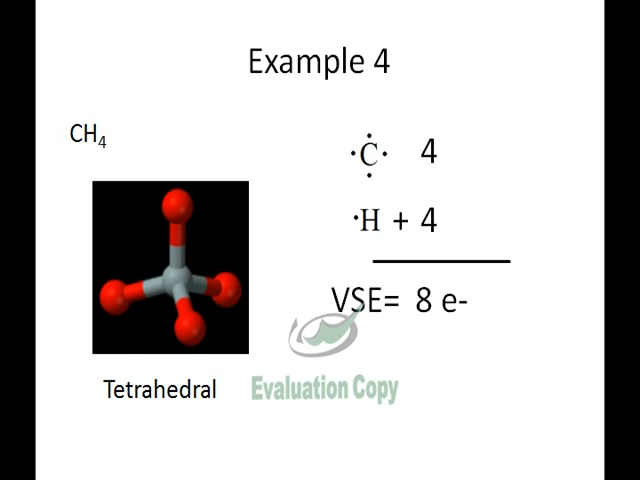 Example 4
CH₄
·C· 4
·H + 4
VSE= 8 e-
Tetrahedral
Evaluation Copy